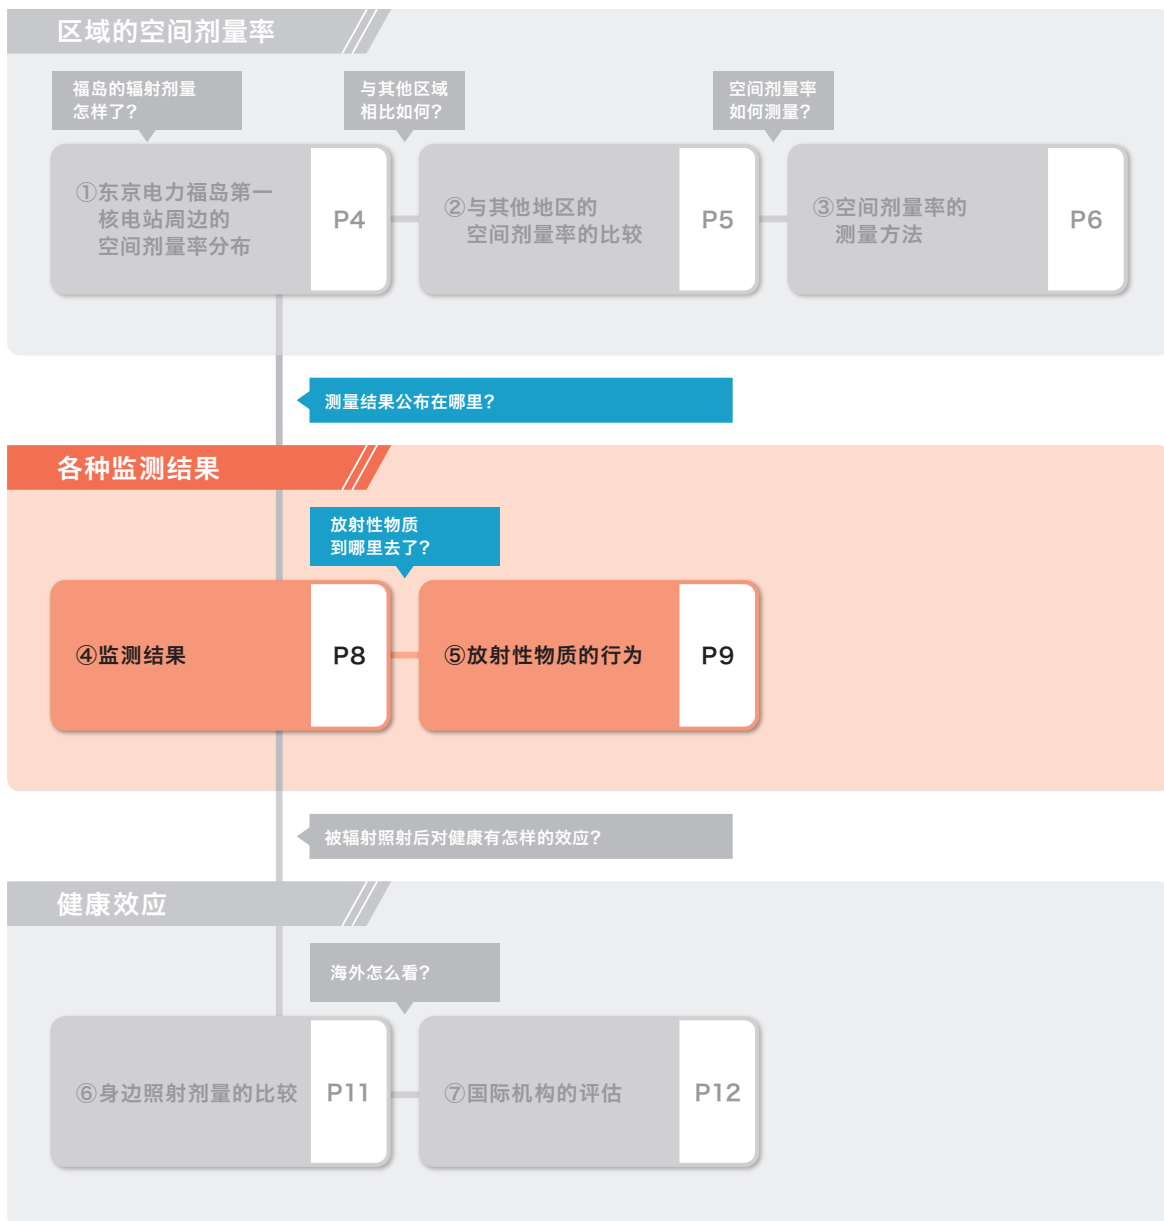 区域的空间剂量率
福岛的辐射剂量
怎样了?
与其他区域
相比如何?
空间剂量率
如何测量?
①东京电力福岛第一
核电站周边的
空间剂量率分布
P4
②与其他地区的
空间剂量率的比较
P5
③空间剂量率的
测量方法
P6
测量结果公布在哪里?
各种监测结果
放射性物质
到哪里去了?
④监测结果
P8
⑤放射性物质的行为
P9
被辐射照射后对健康有怎样的效应?
健康效应
海外怎么看?
⑥身边照射剂量的比较
P11
⑦国际机构的评估
P12